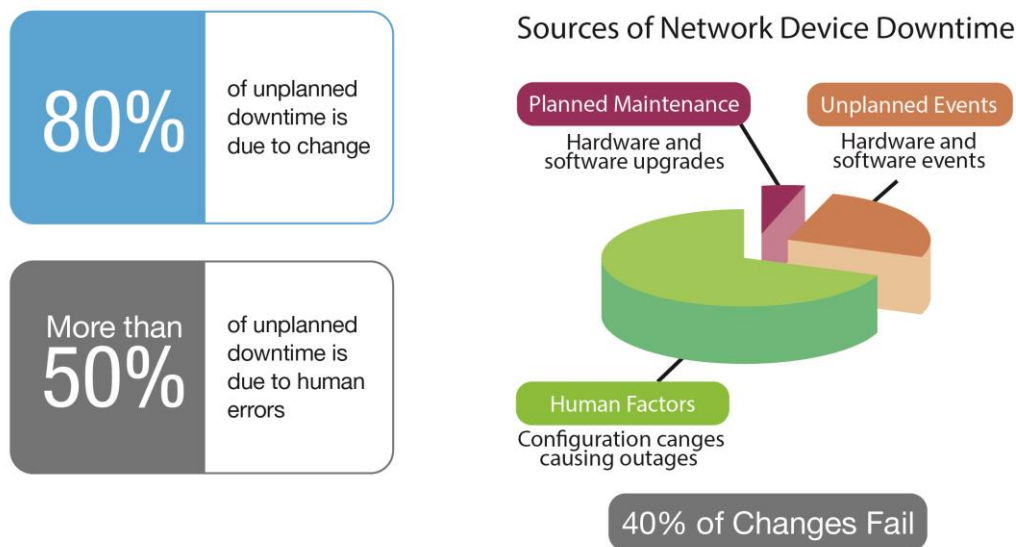 80%
of unplanned
downtime is
due to change
More than
50%
of unplanned
downtime is
due to human
errors
Sources of Network Device Downtime
Planned Maintenance
Hardware and
software upgrades
Unplanned Events
Hardware and
software events
Human Factors
Configuration canges
causing outages
40% of Changes Fail